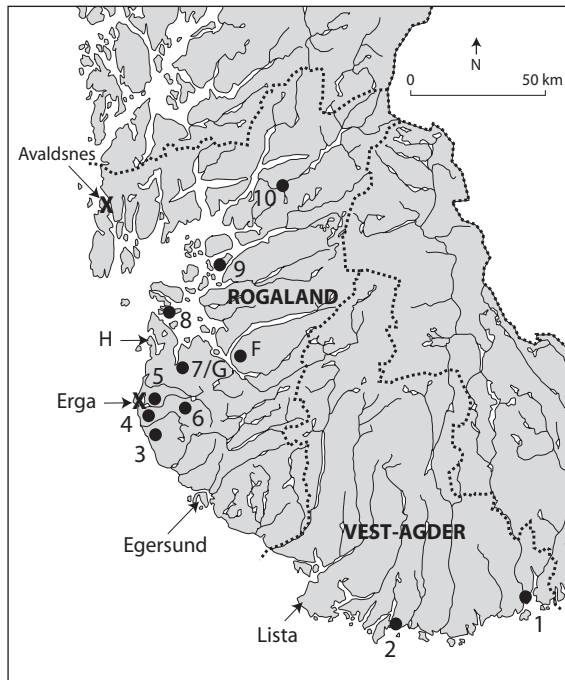 N
0 50 km
Avaldsnes
X
10
9
ROGALAND
8
H
F
7/G
5
X
Erga
6
4
3
Egersund
VEST-AGDER
1
Lista
2